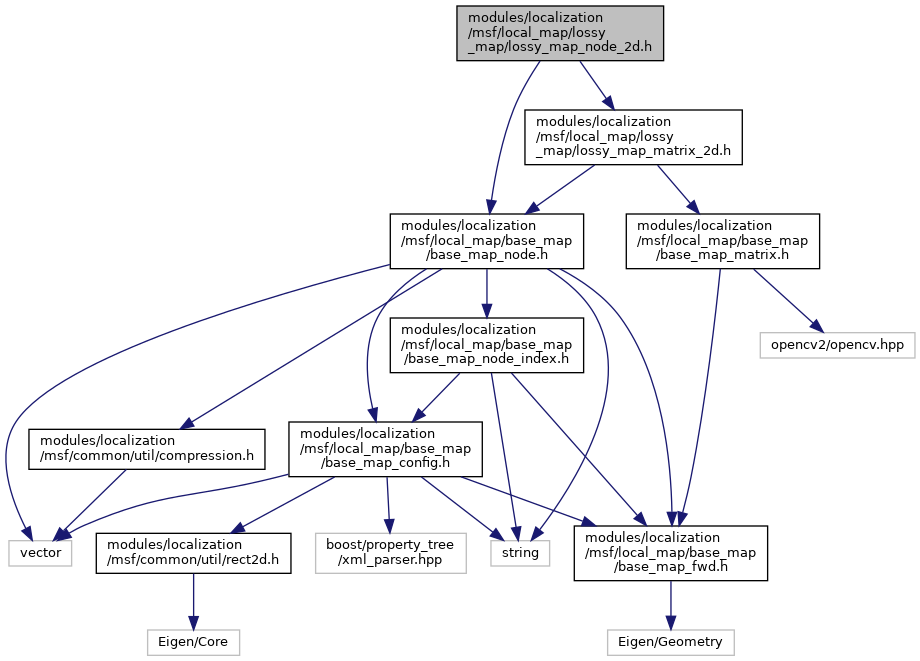 modules/localization
/msf/local_map/lossy
_map/lossy_map_node_2d.h
modules/localization
/msf/local_map/lossy
_map/lossy_map_matrix_2d.h
modules/localization
/msf/local_map/base_map
/base_map_node.h
modules/localization
/msf/local_map/base_map
/base_map_matrix.h
modules/localization
/msf/local_map/base_map
/base_map_node_index.h
opencv2/opencv.hpp
modules/localization
/msf/common/util/compression.h
modules/localization
/msf/local_map/base_map
/base_map_config.h
vector
modules/localization
/msf/common/util/rect2d.h
boost/property_tree
/xml_parser.hpp
string
modules/localization
/msf/local_map/base_map
/base_map_fwd.h
Eigen/Core
Eigen/Geometry